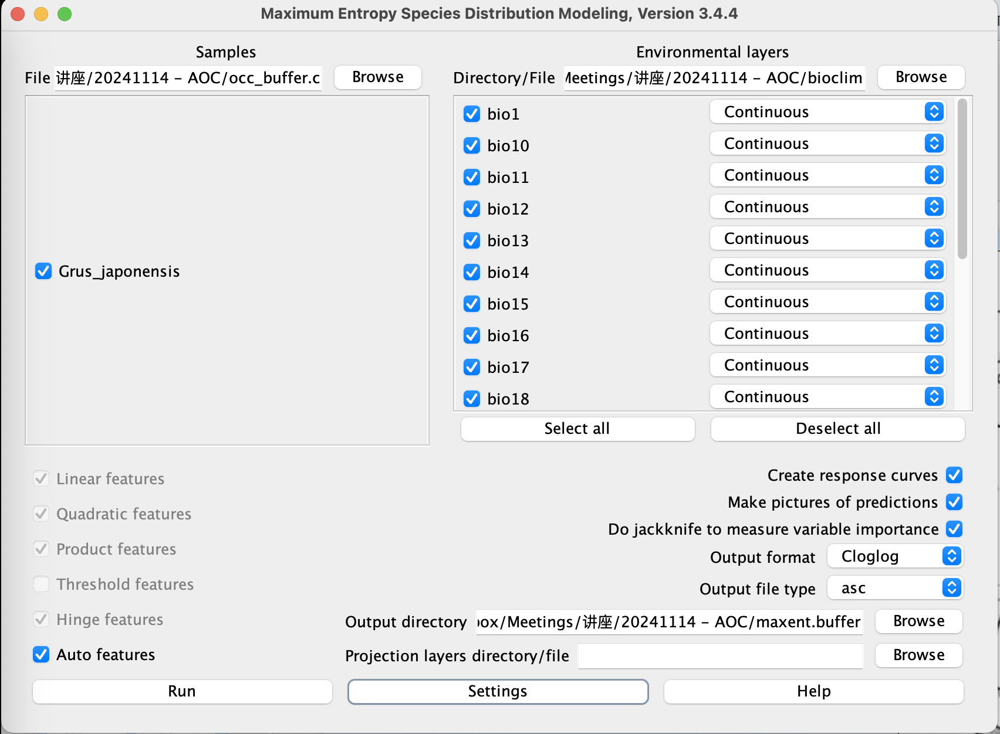 Maximum Entropy Species Distribution Modeling, Version 3.4.4
Samples
File 讲座/20241114 - AOC/occ_buffer.c Browse
Grus_japonensis
Environmental layers
Directory/File Meetings/讲座/20241114 - AOC/bioclim Browse
bio1 Continuous
bio10 Continuous
bio11 Continuous
bio12 Continuous
bio13 Continuous
bio14 Continuous
bio15 Continuous
bio16 Continuous
bio17 Continuous
bio18 Continuous
Select all Deselect all
Linear features
Quadratic features
Product features
Threshold features
Hinge features
Auto features
Create response curves
Make pictures of predictions
Do jackknife to measure variable importance
Output format Cloglog
Output file type asc
Output directory ox/Meetings/讲座/20241114 - AOC/maxent.buffer Browse
Projection layers directory/file Browse
Run Settings Help